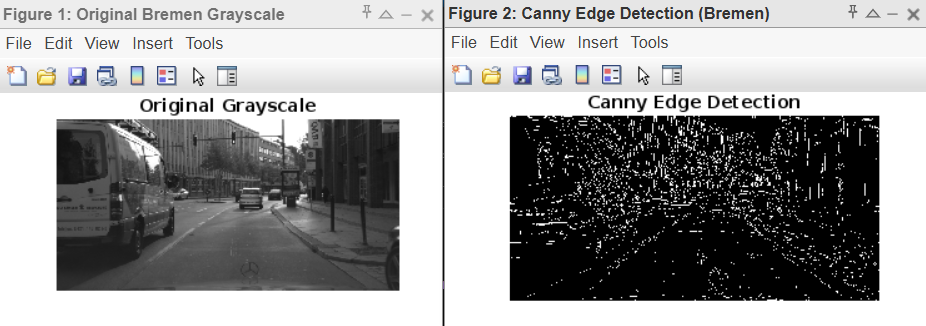 Figure 1: Original Bremen Grayscale
File Edit View Insert Tools
Original Grayscale
Figure 2: Canny Edge Detection (Bremen)
File Edit View Insert Tools
Canny Edge Detection